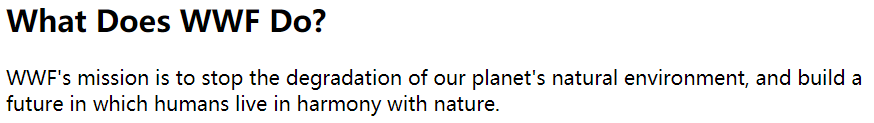 What Does WWF Do?
WWF's mission is to stop the degradation of our planet's natural environment, and build a
future in which humans live in harmony with nature.